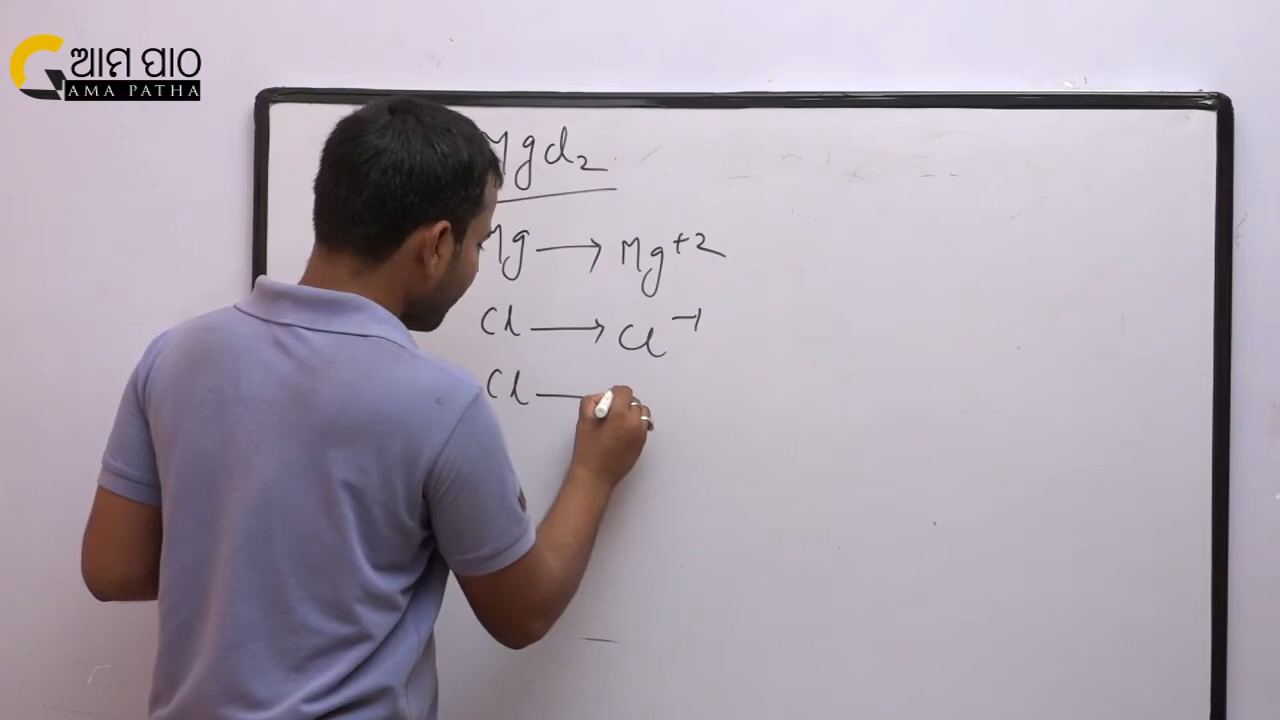 ଆମ ପାଠ
AMA PATHA
MgCl2
Mg → Mg+2
Cl → Cl-1
Cl —